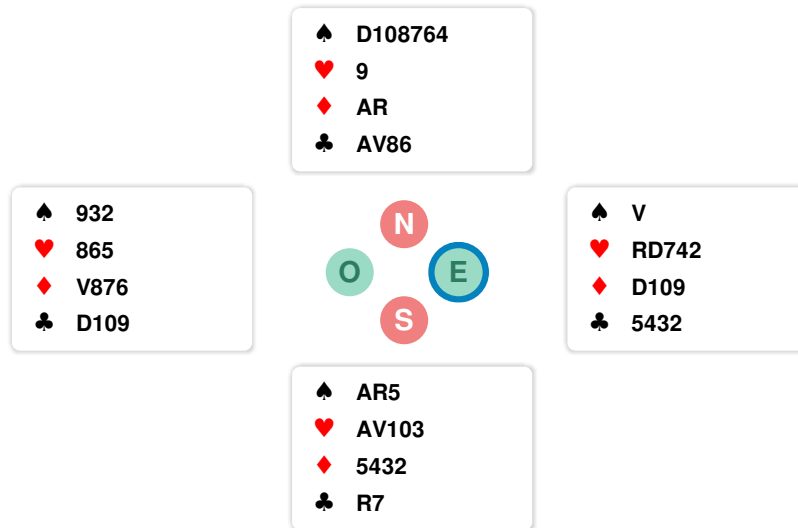 ♠ D108764
♥ 9
♦ AR
♣ AV86
♠ 932
♥ 865
♦ V876
♣ D109
N
O E
S
♠ V
♥ RD742
♦ D109
♣ 5432
♠ AR5
♥ AV103
♦ 5432
♣ R7